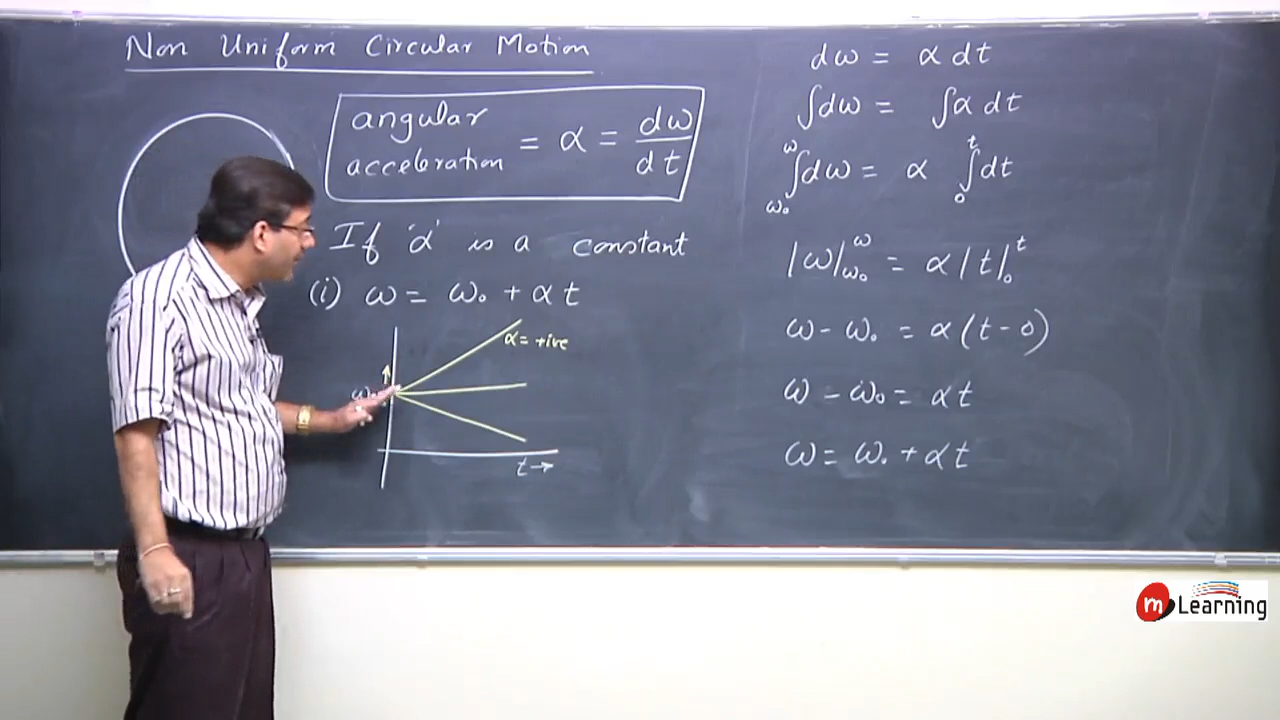 Non Uniform Circular Motion
angular acceleration = α = dω/dt
If 'α' is a constant
(i) ω = ω₀ + αt
α = +ive
ω₀
t →
dω = α dt
∫dω = ∫α dt
∫_{ω₀}^{ω} dω = α ∫_{0}^{t} dt
|ω|_{ω₀}^{ω} = α |t|_{0}^{t}
ω - ω₀ = α(t - 0)
ω - ω₀ = αt
ω = ω₀ + αt
m Learning